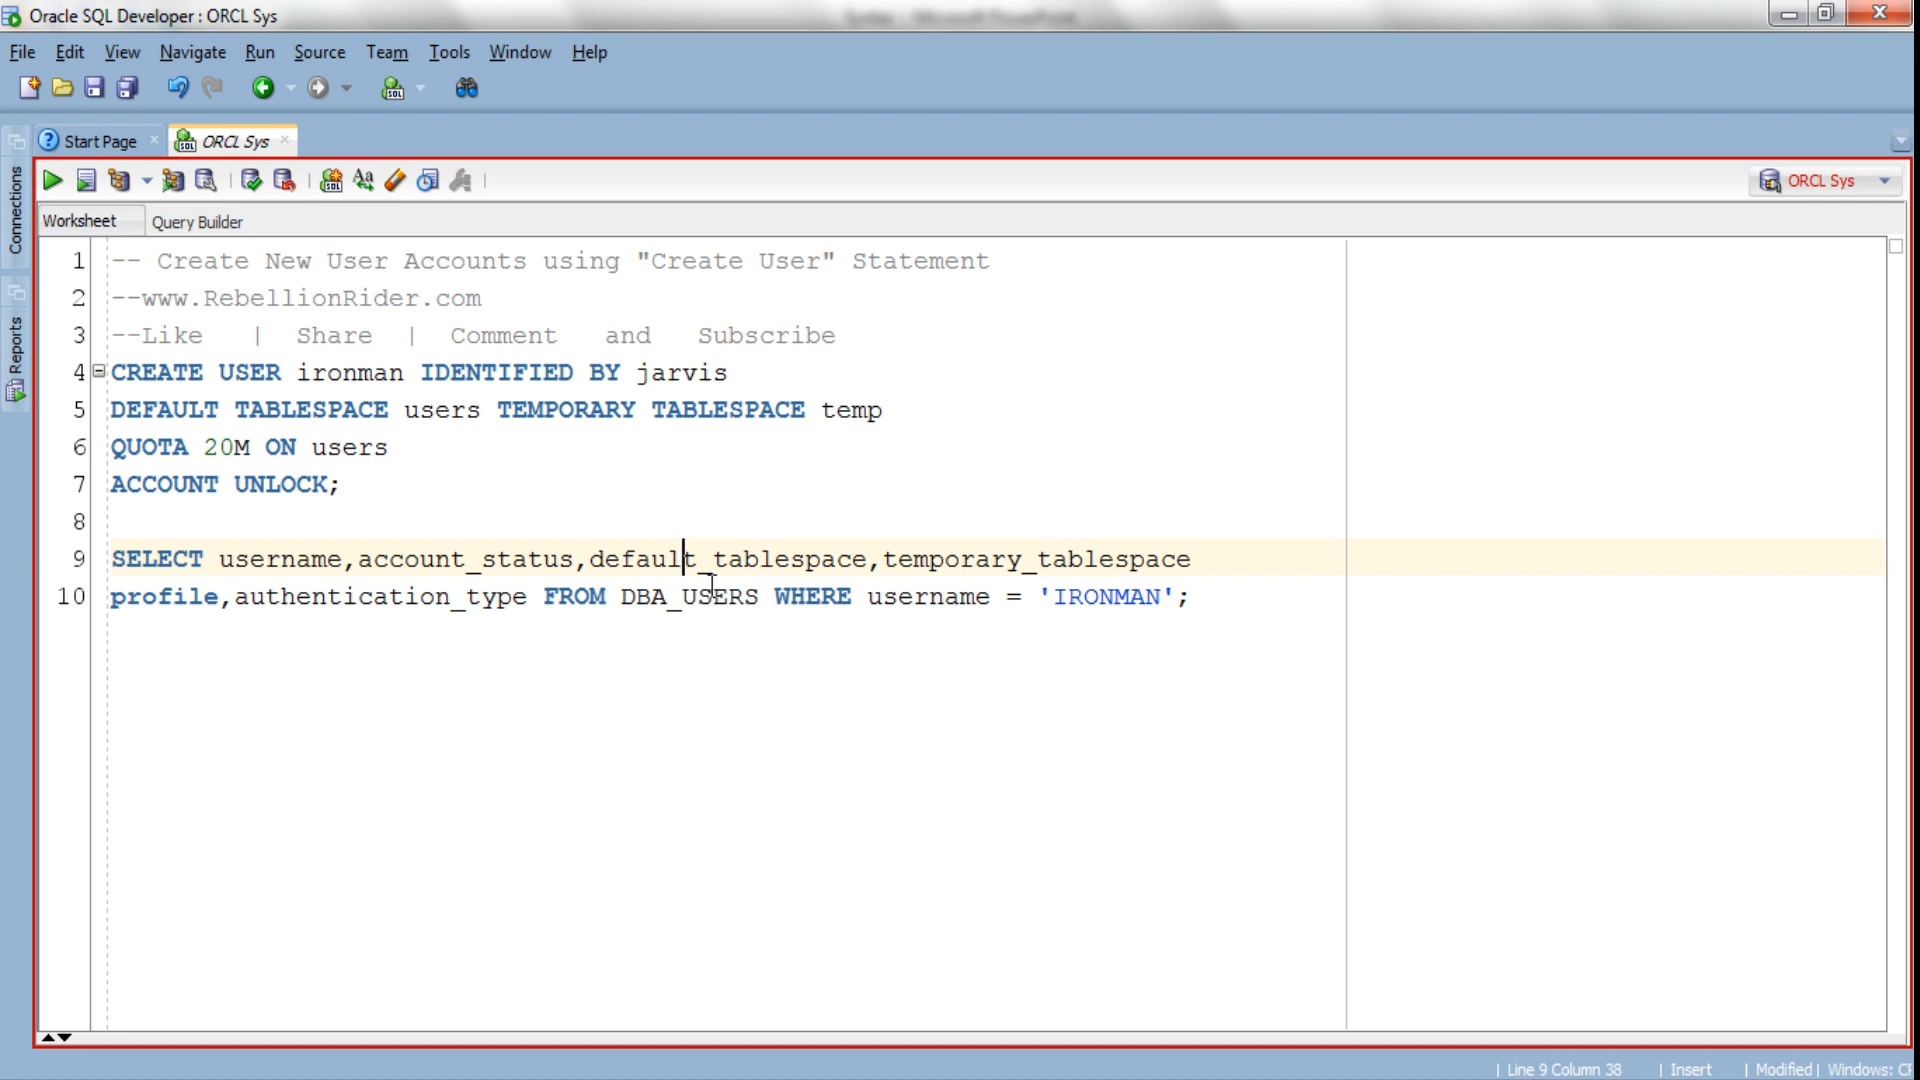 Oracle SQL Developer : ORCL Sys
File Edit View Navigate Run Source Team Tools Window Help
Start Page ORCL Sys
Connections
Reports
ORCL Sys
Worksheet Query Builder
1 -- Create New User Accounts using "Create User" Statement
2 --www.RebellionRider.com
3 --Like | Share | Comment and Subscribe
4 CREATE USER ironman IDENTIFIED BY jarvis
5 DEFAULT TABLESPACE users TEMPORARY TABLESPACE temp
6 QUOTA 20M ON users
7 ACCOUNT UNLOCK;
8
9 SELECT username,account_status,default_tablespace,temporary_tablespace
10 profile,authentication_type FROM DBA_USERS WHERE username = 'IRONMAN';
| Line 9 Column 38 | Insert | Modified | Windows: